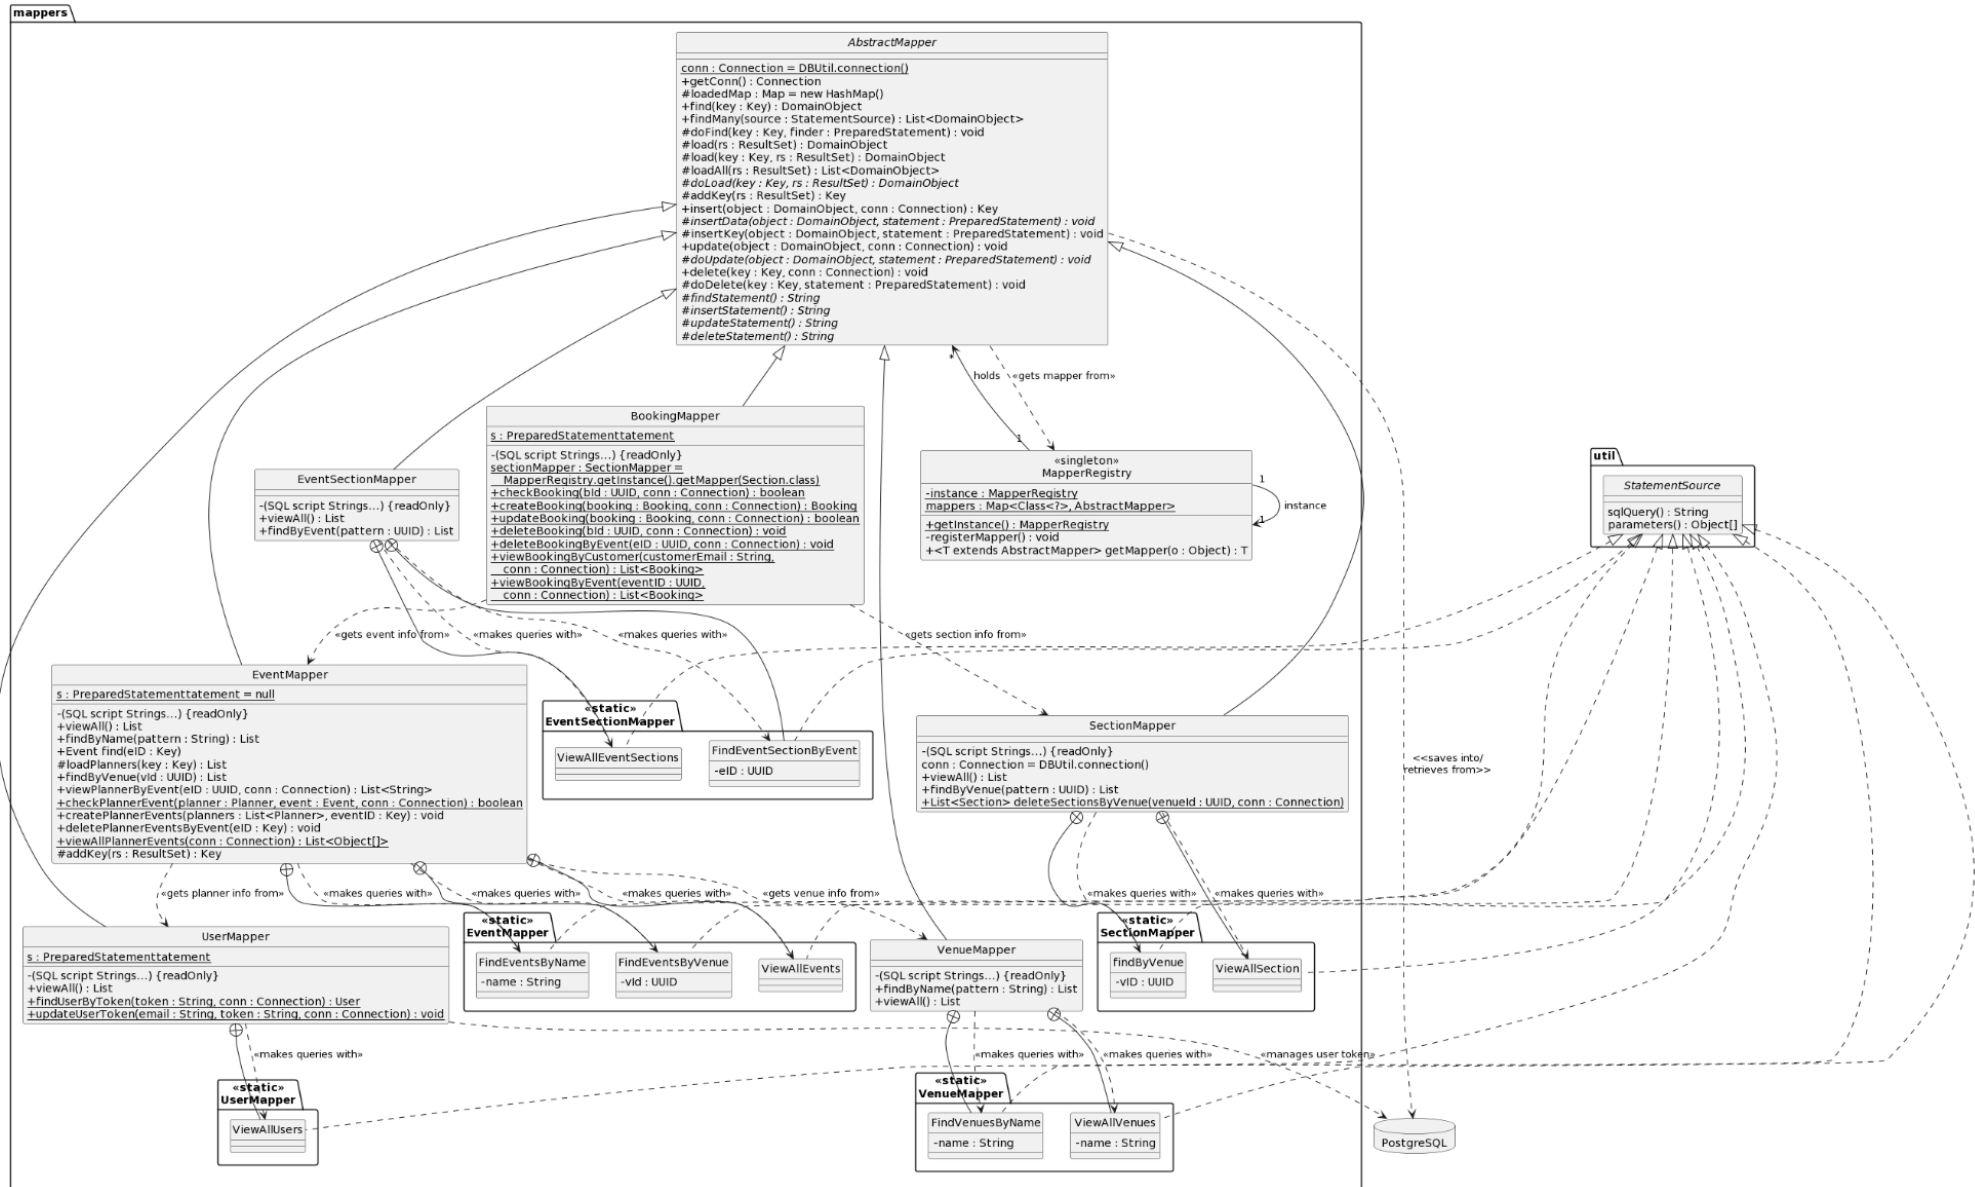 mappers
AbstractMapper
conn : Connection = DBUtil.connection()
+getConn() : Connection
#loadedMap : Map = new HashMap()
+find(key : Key) : DomainObject
+findMany(source : StatementSource) : List<DomainObject>
#doFind(key : Key, finder : PreparedStatement) : void
#load(rs : ResultSet) : DomainObject
#load(key : Key, rs : ResultSet) : DomainObject
#loadAll(rs : ResultSet) : List<DomainObject>
#doLoad(key : Key, rs : ResultSet) : DomainObject
#addKey(rs : ResultSet) : Key
+insert(object : DomainObject, conn : Connection) : Key
#insertData(object : DomainObject, statement : PreparedStatement) : void
#insertKey(object : DomainObject, statement : PreparedStatement) : void
+update(object : DomainObject, conn : Connection) : void
#doUpdate(object : DomainObject, statement : PreparedStatement) : void
+delete(key : Key, conn : Connection) : void
#doDelete(key : Key, statement : PreparedStatement) : void
#findStatement() : String
#insertStatement() : String
#updateStatement() : String
#deleteStatement() : String
*
holds
«gets mapper from»
1
BookingMapper
s : PreparedStatementtatement
-(SQL script Strings...) {readOnly}
sectionMapper : SectionMapper =
MapperRegistry.getInstance().getMapper(Section.class)
+checkBooking(bId : UUID, conn : Connection) : boolean
+createBooking(booking : Booking, conn : Connection) : Booking
+updateBooking(booking : Booking, conn : Connection) : boolean
+deleteBooking(bId : UUID, conn : Connection) : void
+deleteBookingByEvent(eID : UUID, conn : Connection) : void
+viewBookingByCustomer(customerEmail : String,
conn : Connection) : List<Booking>
+viewBookingByEvent(eventID : UUID,
conn : Connection) : List<Booking>
«singleton»
MapperRegistry
-instance : MapperRegistry
mappers : Map<Class<?>, AbstractMapper>
+getInstance() : MapperRegistry
-registerMapper() : void
+<T extends AbstractMapper> getMapper(o : Object) : T
1
instance
1
util
StatementSource
sqlQuery() : String
parameters() : Object[]
EventSectionMapper
-(SQL script Strings...) {readOnly}
+viewAll() : List
+findByEvent(pattern : UUID) : List
«gets event info from»
«makes queries with»
«makes queries with»
«gets section info from»
EventMapper
s : PreparedStatementtatement = null
-(SQL script Strings...) {readOnly}
+viewAll() : List
+findByName(pattern : String) : List
+Event find(eID : Key)
#loadPlanners(key : Key) : List
+findByVenue(vId : UUID) : List
+viewPlannerByEvent(eID : UUID, conn : Connection) : List<String>
+checkPlannerEvent(planner : Planner, event : Event, conn : Connection) : boolean
+createPlannerEvents(planners : List<Planner>, eventID : Key) : void
+deletePlannerEventsByEvent(eID : Key) : void
+viewAllPlannerEvents(conn : Connection) : List<Object[]>
#addKey(rs : ResultSet) : Key
«static»
EventSectionMapper
ViewAllEventSections
FindEventSectionByEvent
-eID : UUID
SectionMapper
-(SQL script Strings...) {readOnly}
conn : Connection = DBUtil.connection()
+viewAll() : List
+findByVenue(pattern : UUID) : List
+List<Section> deleteSectionsByVenue(venueId : UUID, conn : Connection)
<<saves into/
retrieves from>>
«gets planner info from»
«makes queries with»
«makes queries with»
«makes queries with»
«gets venue info from»
«makes queries with»
«makes queries with»
UserMapper
s : PreparedStatementtatement
-(SQL script Strings...) {readOnly}
+viewAll() : List
+findUserByToken(token : String, conn : Connection) : User
+updateUserToken(email : String, token : String, conn : Connection) : void
«static»
EventMapper
FindEventsByName
-name : String
FindEventsByVenue
-vId : UUID
ViewAllEvents
VenueMapper
-(SQL script Strings...) {readOnly}
+findByName(pattern : String) : List
+viewAll() : List
«static»
SectionMapper
findByVenue
-vID : UUID
ViewAllSection
«makes queries with»
«makes queries with»
«makes queries with»
«manages user token»
«static»
UserMapper
ViewAllUsers
«static»
VenueMapper
FindVenuesByName
-name : String
ViewAllVenues
-name : String
PostgreSQL